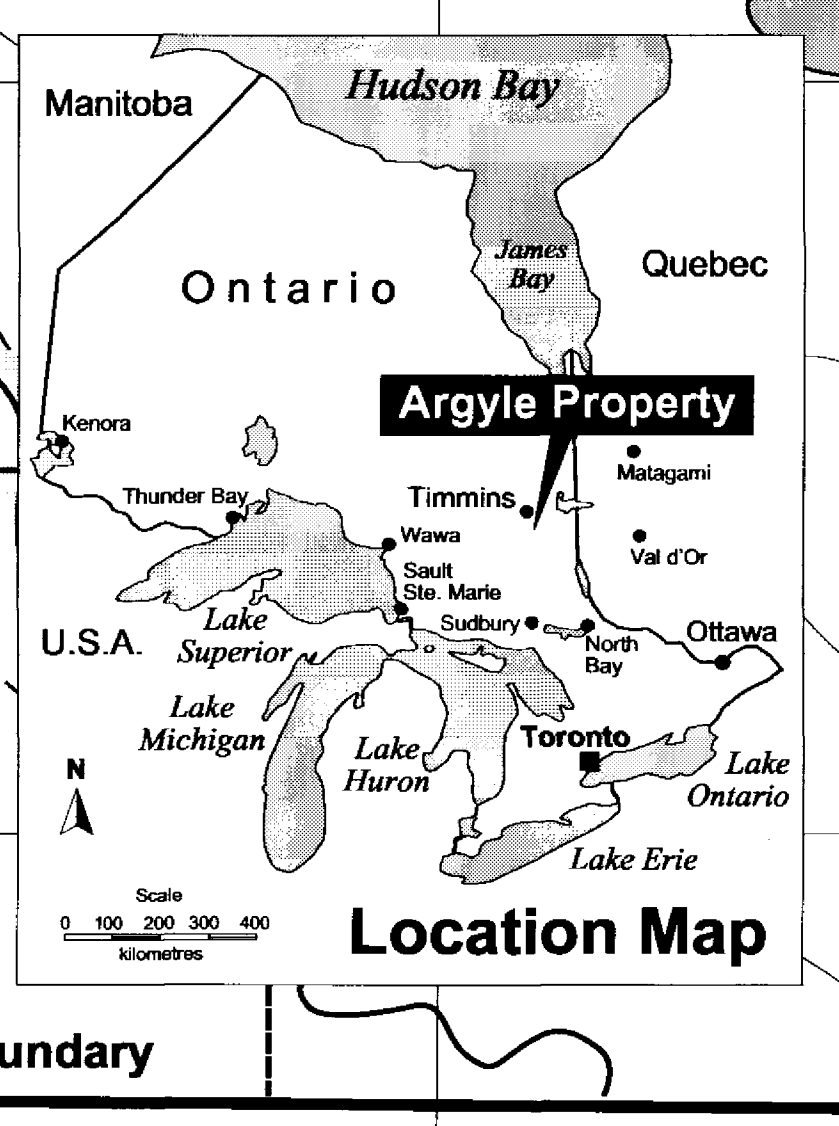 Hudson Bay
Manitoba
James
Bay
Quebec
Ontario
Argyle Property
Kenora
Matagami
Thunder Bay
Timmins
Wawa
Val d'Or
Sault
Ste. Marie
Lake
Superior
Sudbury
North
Bay
Ottawa
U.S.A.
Lake
Michigan
Toronto
Lake
Huron
Lake
Ontario
N
Lake Erie
Scale
0 100 200 300 400
kilometres
Location Map
undary